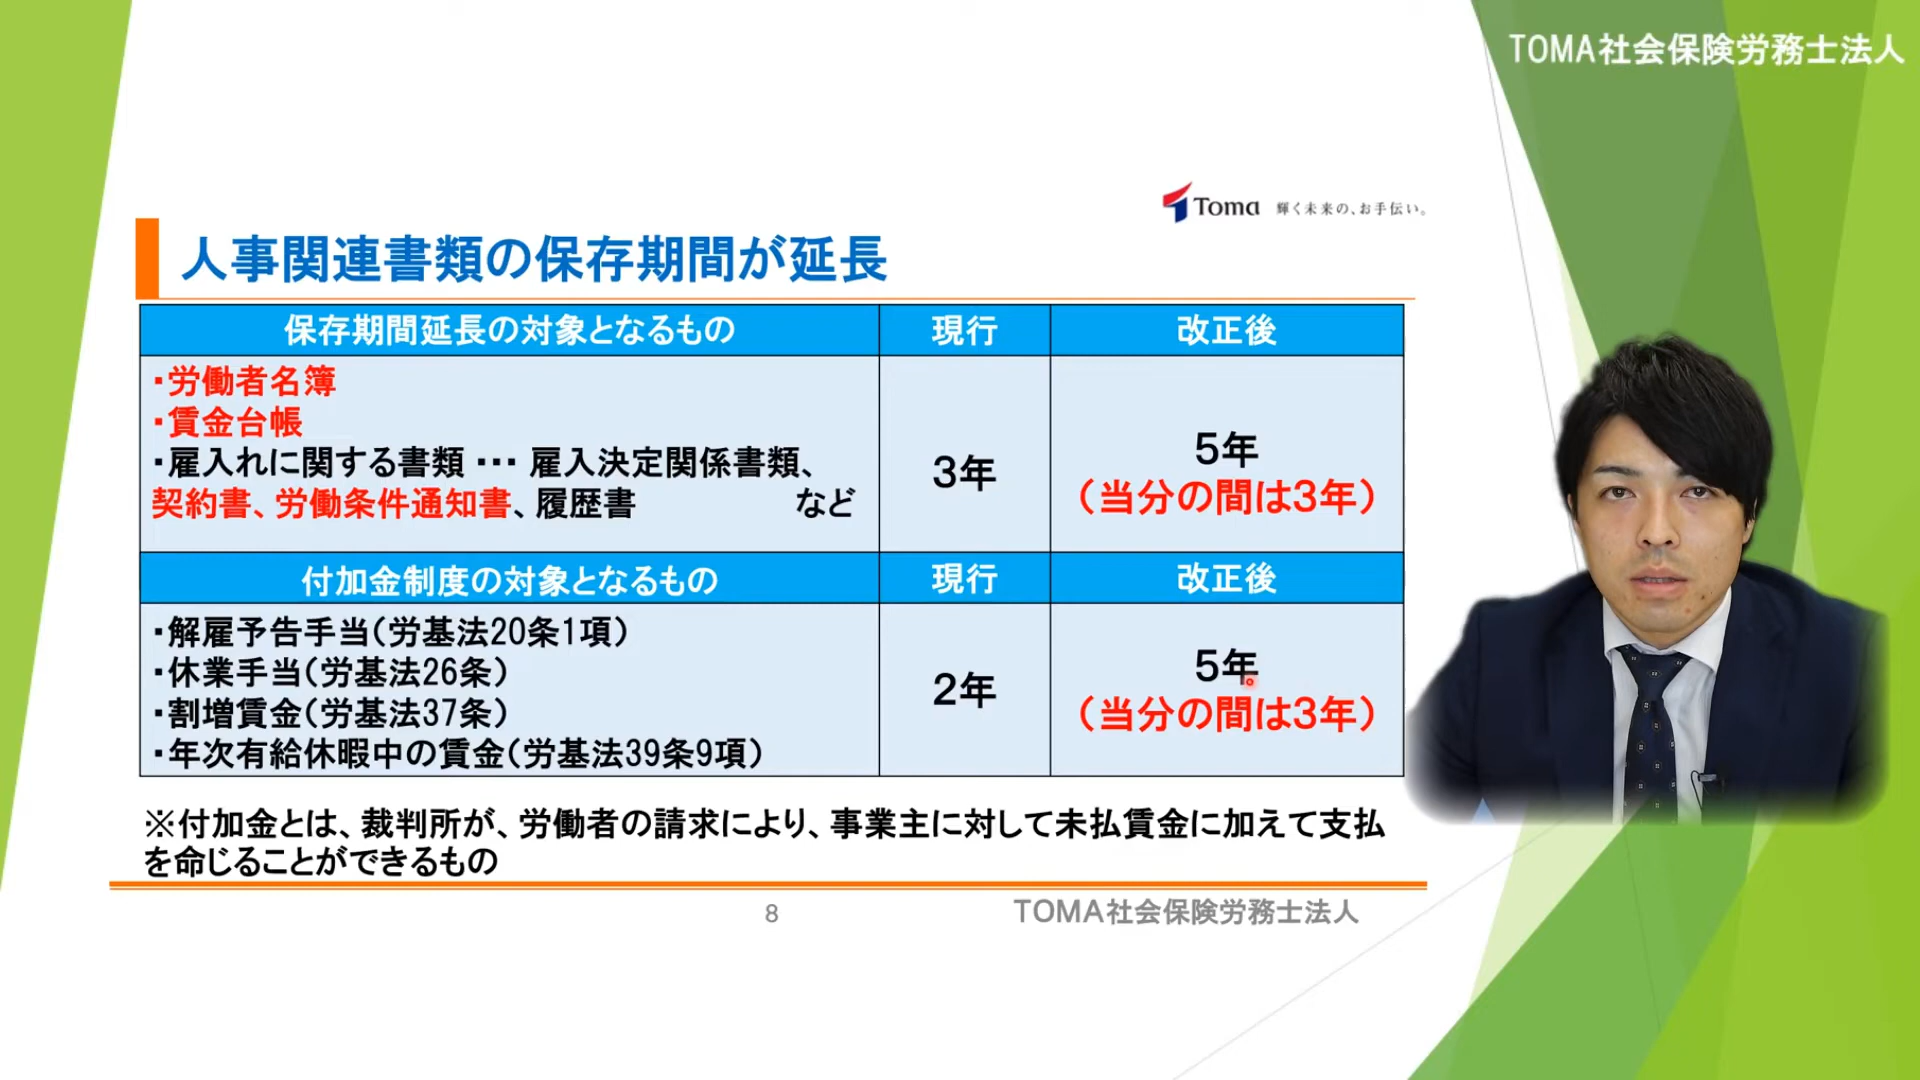 TOMA社会保険労務士法人
Toma 輝く未来の、お手伝い。
人事関連書類の保存期間が延長
保存期間延長の対象となるもの 現行 改正後
・労働者名簿
・賃金台帳
・雇入れに関する書類 ・・・ 雇入決定関係書類、
契約書、労働条件通知書、履歴書 など
3年
5年
（当分の間は3年）
付加金制度の対象となるもの 現行 改正後
・解雇予告手当（労基法20条1項）
・休業手当（労基法26条）
・割増賃金（労基法37条）
・年次有給休暇中の賃金（労基法39条9項）
2年
5年
（当分の間は3年）
※付加金とは、裁判所が、労働者の請求により、事業主に対して未払賃金に加えて支払
を命じることができるもの
8
TOMA社会保険労務士法人